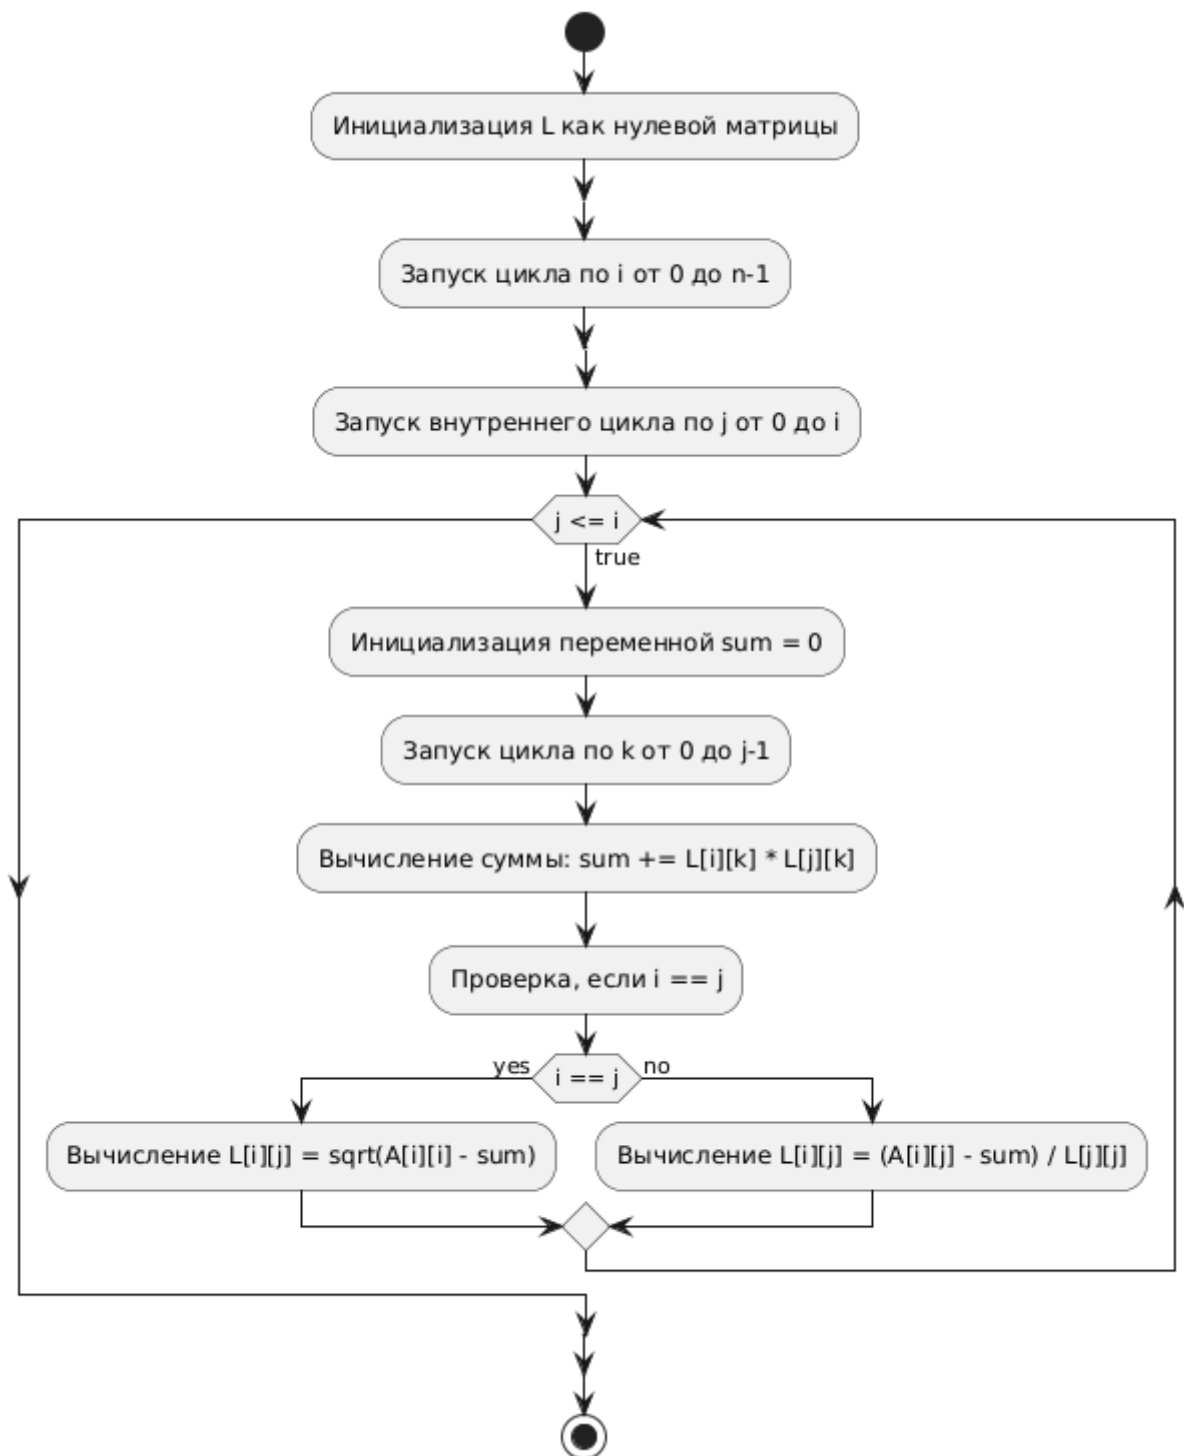 Инициализация L как нулевой матрицы
Запуск цикла по i от 0 до n-1
Запуск внутреннего цикла по j от 0 до i
j <= i
true
Инициализация переменной sum = 0
Запуск цикла по k от 0 до j-1
Вычисление суммы: sum += L[i][k] * L[j][k]
Проверка, если i == j
yes
i == j
no
Вычисление L[i][j] = sqrt(A[i][i] - sum)
Вычисление L[i][j] = (A[i][j] - sum) / L[j][j]